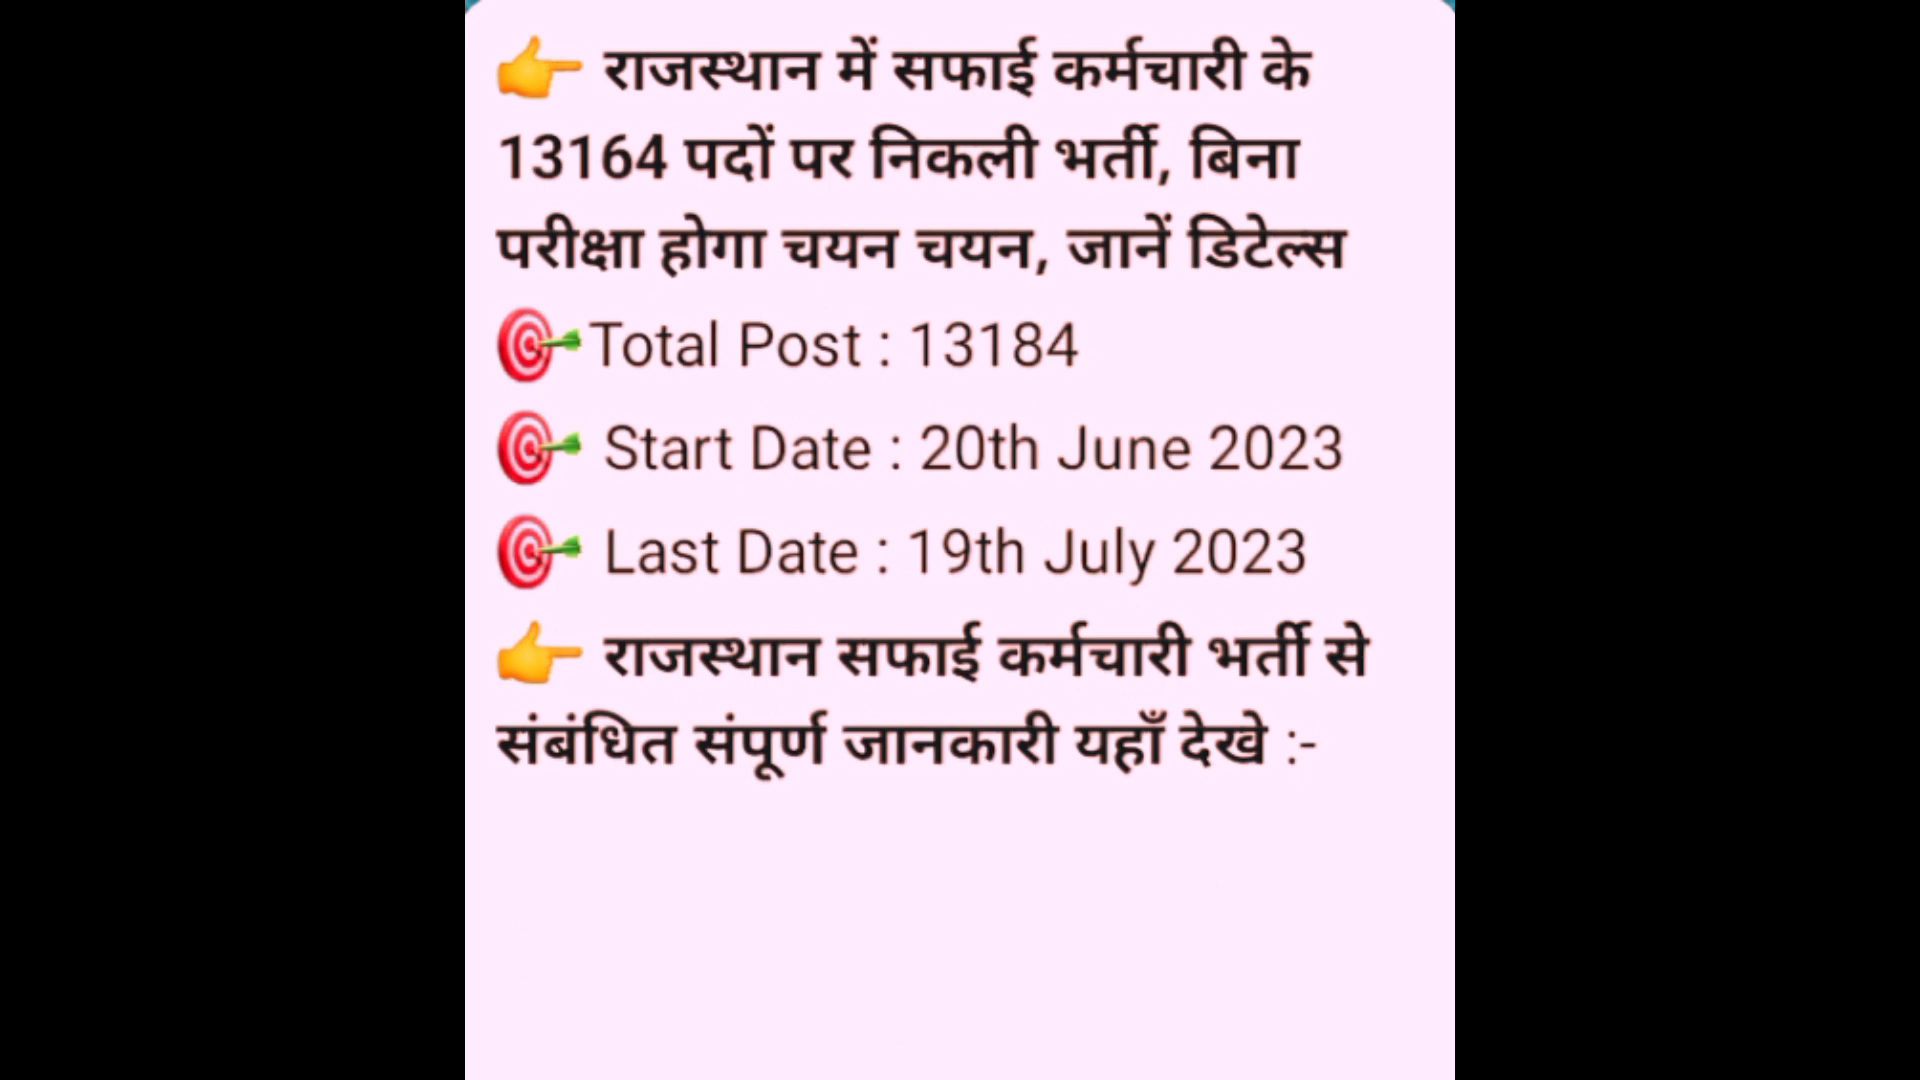 👉 राजस्थान में सफाई कर्मचारी के
13164 पदों पर निकली भर्ती, बिना
परीक्षा होगा चयन चयन, जानें डिटेल्स
🎯Total Post : 13184
🎯 Start Date : 20th June 2023
🎯 Last Date : 19th July 2023
👉 राजस्थान सफाई कर्मचारी भर्ती से
संबंधित संपूर्ण जानकारी यहाँ देखे :-